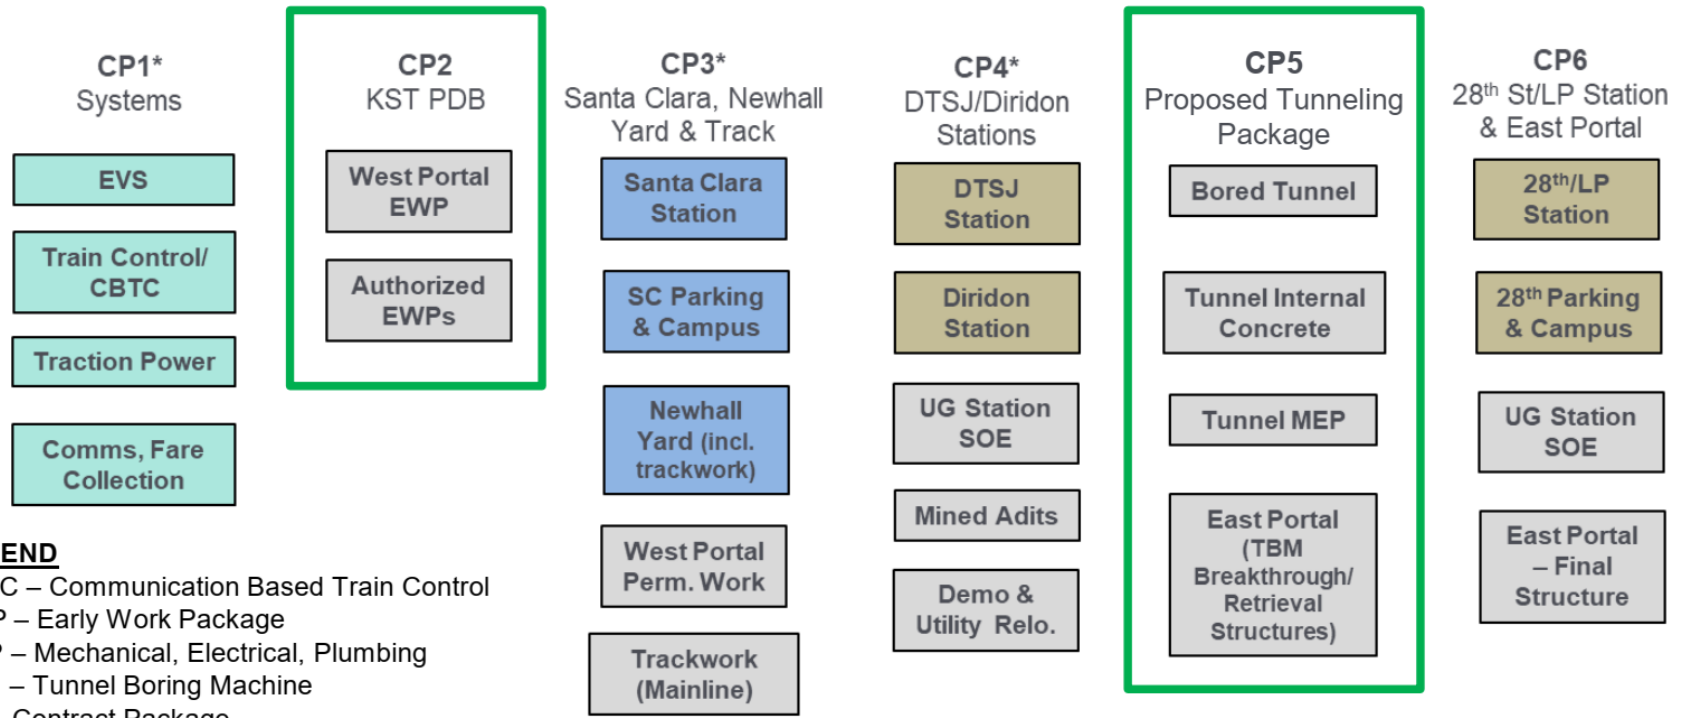 CP1*
Systems
EVS
Train Control/
CBTC
Traction Power
Comms, Fare
Collection
CP2
KST PDB
West Portal
EWP
Authorized
EWPs
CP3*
Santa Clara, Newhall
Yard & Track
Santa Clara
Station
SC Parking
& Campus
Newhall
Yard (incl.
trackwork)
West Portal
Perm. Work
Trackwork
(Mainline)
CP4*
DTSJ/Diridon
Stations
DTSJ
Station
Diridon
Station
UG Station
SOE
Mined Adits
Demo &
Utility Relo.
CP5
Proposed Tunneling
Package
Bored Tunnel
Tunnel Internal
Concrete
Tunnel MEP
East Portal
(TBM
Breakthrough/
Retrieval
Structures)
CP6
28th St/LP Station
& East Portal
28th/LP
Station
28th Parking
& Campus
UG Station
SOE
East Portal
– Final
Structure
END
C – Communication Based Train Control
P – Early Work Package
P – Mechanical, Electrical, Plumbing
– Tunnel Boring Machine
Contract Package